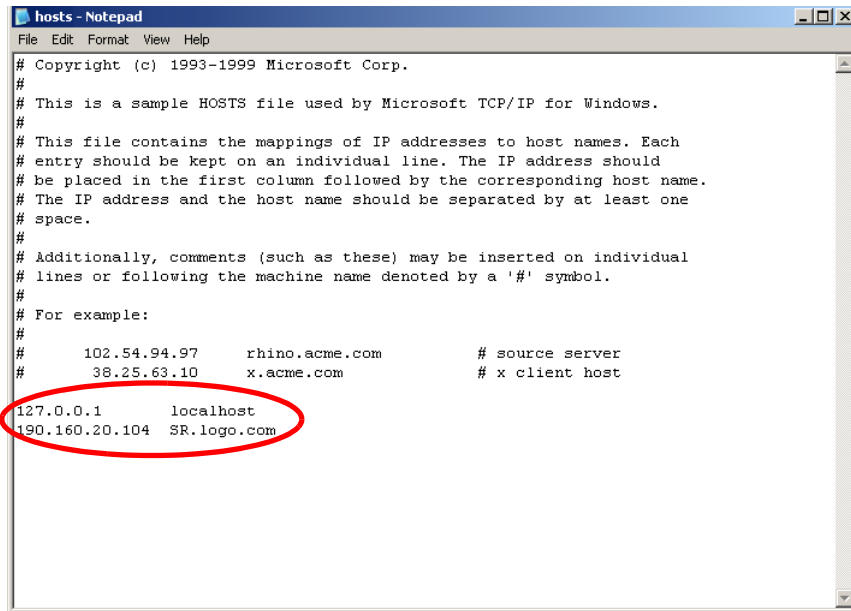 hosts - Notepad
File Edit Format View Help
# Copyright (c) 1993-1999 Microsoft Corp.
#
# This is a sample HOSTS file used by Microsoft TCP/IP for Windows.
#
# This file contains the mappings of IP addresses to host names. Each
# entry should be kept on an individual line. The IP address should
# be placed in the first column followed by the corresponding host name.
# The IP address and the host name should be separated by at least one
# space.
#
# Additionally, comments (such as these) may be inserted on individual
# lines or following the machine name denoted by a '#' symbol.
#
# For example:
#
#      102.54.94.97     rhino.acme.com          # source server
#       38.25.63.10     x.acme.com              # x client host
127.0.0.1       localhost
190.160.20.104  SR.logo.com